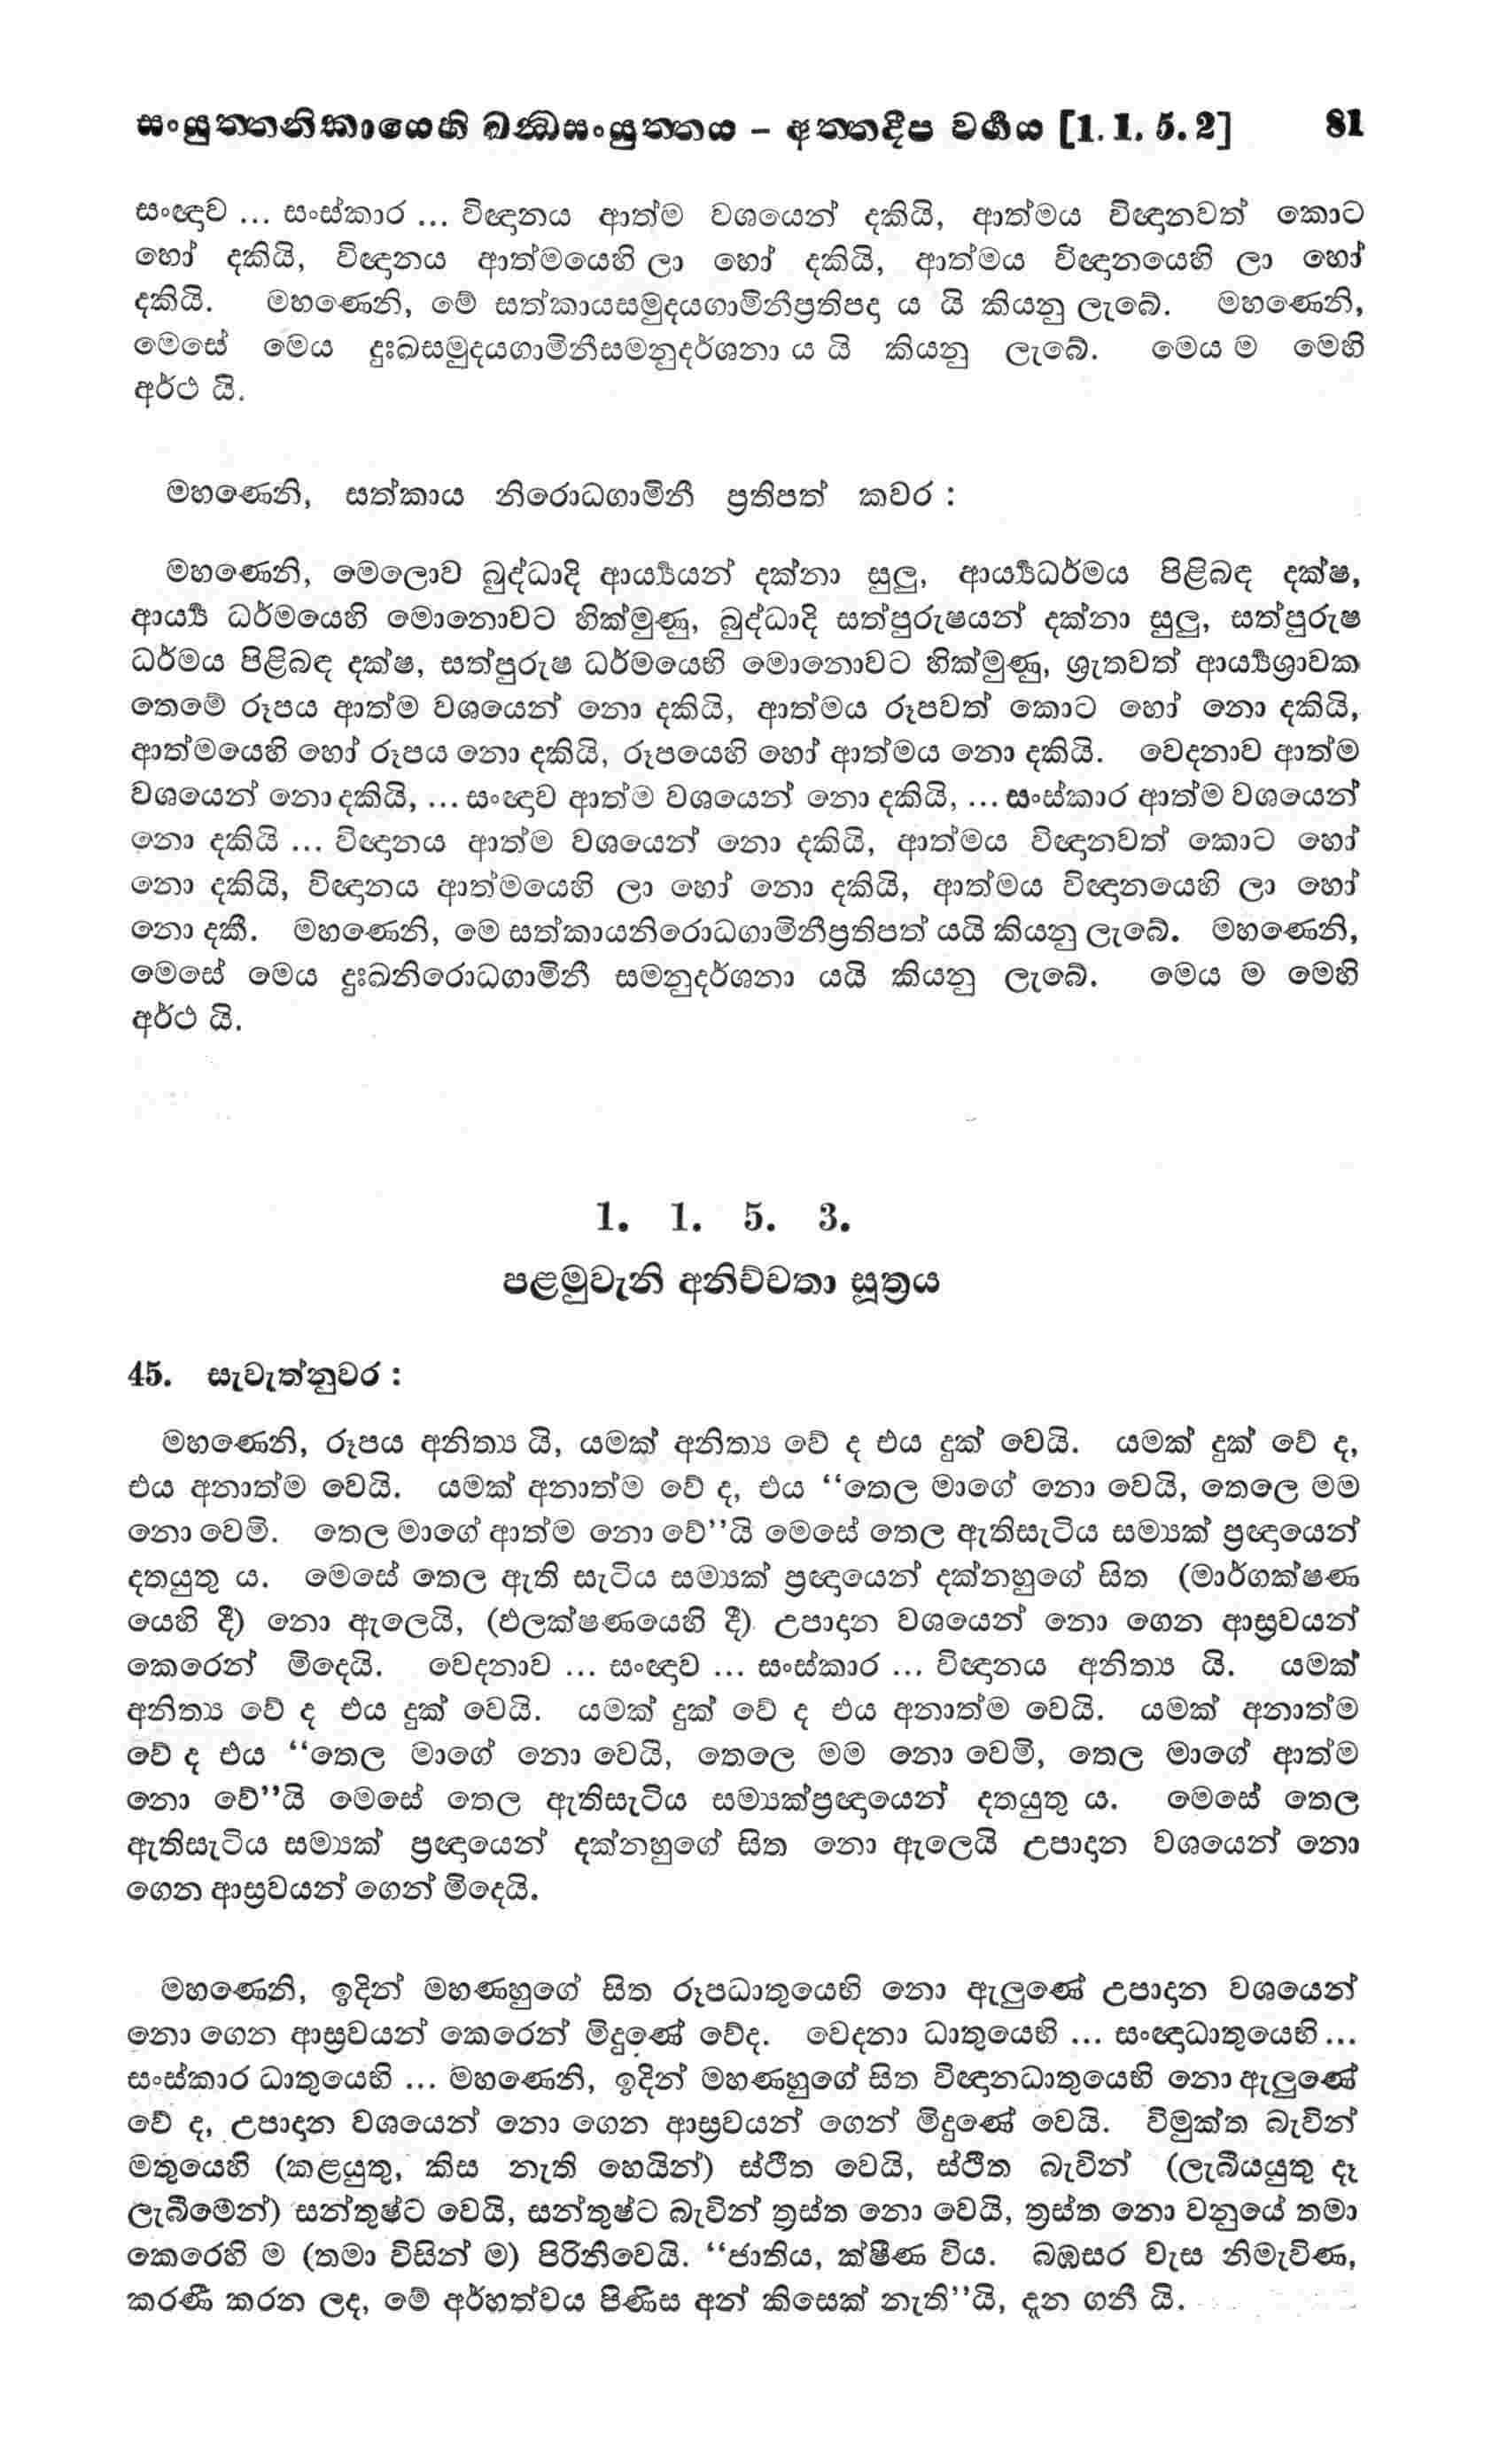 සංයුත්තනිකායෙහි ඛන්ධසංයුත්තය – අත්තදීප වර්ගය [1. 1. 5. 2] 81
සංඥාව ... සංස්කාර ... විඥානය ආත්ම වශයෙන් දකියි, ආත්මය විඥානවත් කොට
හෝ දකියි, විඥානය ආත්මයෙහි ලා හෝ දකියි, ආත්මය විඥානයෙහි ලා හෝ
දකියි. මහණෙනි, මේ සත්කායසමුදයගාමිනීප්‍රතිපදා ය යි කියනු ලැබේ. මහණෙනි,
මෙසේ මෙය දුඃඛසමුදයගාමිනීසමනුදර්ශනා ය යි කියනු ලැබේ. මෙය ම මෙහි
අර්ථ යි.
මහණෙනි, සත්කාය නිරොධගාමිනී ප්‍රතිපත් කවර :
මහණෙනි, මෙලොව බුද්ධාදි ආර්‍ය්‍යයන් දක්නා සුලු, ආර්‍ය්‍යධර්මය පිළිබඳ දක්ෂ,
ආර්‍ය්‍ය ධර්මයෙහි මොනොවට හික්මුණු, බුද්ධාදි සත්පුරුෂයන් දක්නා සුලු, සත්පුරුෂ
ධර්මය පිළිබඳ දක්ෂ, සත්පුරුෂ ධර්මයෙහි මොනොවට හික්මුණු, ශ්‍රැතවත් ආර්‍ය්‍යශ්‍රාවක
තෙමේ රූපය ආත්ම වශයෙන් නො දකියි, ආත්මය රූපවත් කොට හෝ නො දකියි,
ආත්මයෙහි හෝ රූපය නො දකියි, රූපයෙහි හෝ ආත්මය නො දකියි. වෙදනාව ආත්ම
වශයෙන් නො දකියි, ... සංඥාව ආත්ම වශයෙන් නො දකියි, ... සංස්කාර ආත්ම වශයෙන්
නො දකියි ... විඥානය ආත්ම වශයෙන් නො දකියි, ආත්මය විඥානවත් කොට හෝ
නො දකියි, විඥානය ආත්මයෙහි ලා හෝ නො දකියි, ආත්මය විඥානයෙහි ලා හෝ
නො දකී. මහණෙනි, මෙ සත්කායනිරොධගාමිනීප්‍රතිපත් යයි කියනු ලැබේ. මහණෙනි,
මෙසේ මෙය දුඃඛනිරොධගාමිනී සමනුදර්ශනා යයි කියනු ලැබේ. මෙය ම මෙහි
අර්ථ යි.
1. 1. 5. 3.
පළමුවැනි අනිච්චතා සූත්‍රය
45. සැවැත්නුවර :
මහණෙනි, රූපය අනිත්‍ය යි, යමක් අනිත්‍ය වේ ද එය දුක් වෙයි. යමක් දුක් වේ ද,
එය අනාත්ම වෙයි. යමක් අනාත්ම වේ ද, එය “තෙල මාගේ නො වෙයි, තෙලෙ මම
නො වෙමි. තෙල මාගේ ආත්ම නො වේ”යි මෙසේ තෙල ඇතිසැටිය සම්‍යක් ප්‍රඥායෙන්
දතයුතු ය. මෙසේ තෙල ඇති සැටිය සම්‍යක් ප්‍රඥායෙන් දක්නහුගේ සිත (මාර්ගක්ෂණ
යෙහි දී) නො ඇලෙයි, (ඵලක්ෂණයෙහි දී) උපාදාන වශයෙන් නො ගෙන ආස්‍රවයන්
කෙරෙන් මිදෙයි. වෙදනාව ... සංඥාව ... සංස්කාර ... විඥානය අනිත්‍ය යි. යමක්
අනිත්‍ය වේ ද එය දුක් වෙයි. යමක් දුක් වේ ද එය අනාත්ම වෙයි. යමක් අනාත්ම
වේ ද එය “තෙල මාගේ නො වෙයි, තෙලෙ මම නො වෙමි, තෙල මාගේ ආත්ම
නො වේ”යි මෙසේ තෙල ඇතිසැටිය සම්‍යක්ප්‍රඥායෙන් දතයුතු ය. මෙසේ තෙල
ඇතිසැටිය සම්‍යක් ප්‍රඥායෙන් දක්නහුගේ සිත නො ඇලෙයි උපාදාන වශයෙන් නො
ගෙන ආස්‍රවයන් ගෙන් මිදෙයි.
මහණෙනි, ඉදින් මහණහුගේ සිත රූපධාතුයෙහි නො ඇලුණේ උපාදාන වශයෙන්
නො ගෙන ආස්‍රවයන් කෙරෙන් මිදුණේ වේද. වෙදනා ධාතුයෙහි ... සංඥාධාතුයෙහි ...
සංස්කාර ධාතුයෙහි ... මහණෙනි, ඉදින් මහණහුගේ සිත විඥානධාතුයෙහි නො ඇලුණේ
වේ ද, උපාදාන වශයෙන් නො ගෙන ආස්‍රවයන් ගෙන් මිදුණේ වෙයි. විමුක්ත බැවින්
මතුයෙහි (කළයුතු, කිස නැති හෙයින්) ස්ථිත වෙයි, ස්ථිත බැවින් (ලැබියයුතු දෑ
ලැබීමෙන්) සන්තුෂ්ට වෙයි, සන්තුෂ්ට බැවින් ත්‍රස්ත නො වෙයි, ත්‍රස්ත නො වනුයේ තමා
කෙරෙහි ම (තමා විසින් ම) පිරිනිවෙයි. “ජාතිය, ක්ෂීණ විය. බඹසර වැස නිමැවිණ,
කරණී කරන ලද, මේ අර්හත්වය පිණිස අන් කිසෙක් නැති”යි, දැන ගනී යි.